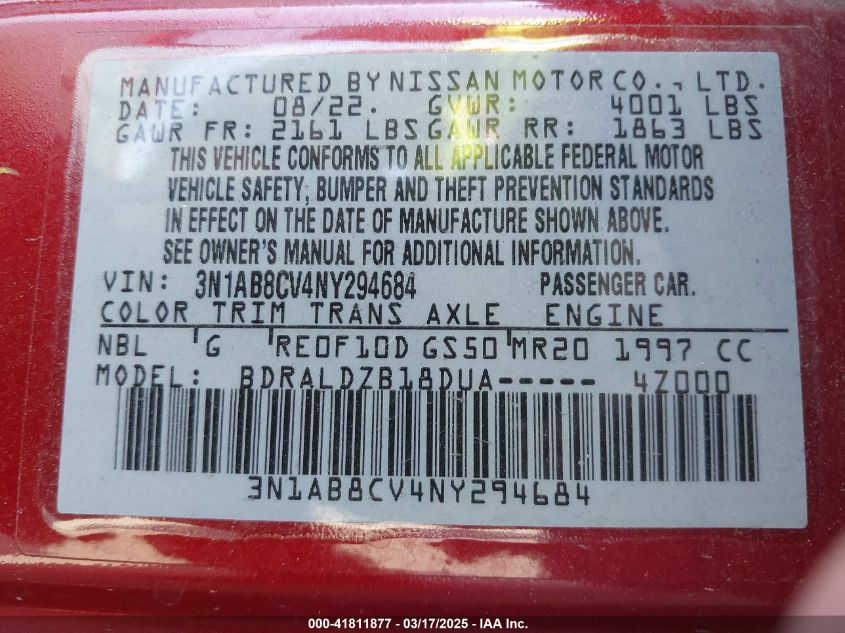 MANUFACTURED BY NISSAN MOTOR CO., LTD.
DATE: 08/22. GVWR: 4001 LBS
GAWR FR: 2161 LBS GAWR RR: 1863 LBS
THIS VEHICLE CONFORMS TO ALL APPLICABLE FEDERAL MOTOR
VEHICLE SAFETY, BUMPER AND THEFT PREVENTION STANDARDS
IN EFFECT ON THE DATE OF MANUFACTURE SHOWN ABOVE.
SEE OWNER'S MANUAL FOR ADDITIONAL INFORMATION.
VIN: 3N1AB8CV4NY294684 PASSENGER CAR.
COLOR TRIM TRANS AXLE ENGINE
NBL G RE0F10D GS50 MR20 1997 CC
MODEL: BDRALDZB18DUA----- 4Z000
3N1AB8CV4NY294684
000-41811877 - 03/17/2025 - IAA Inc.